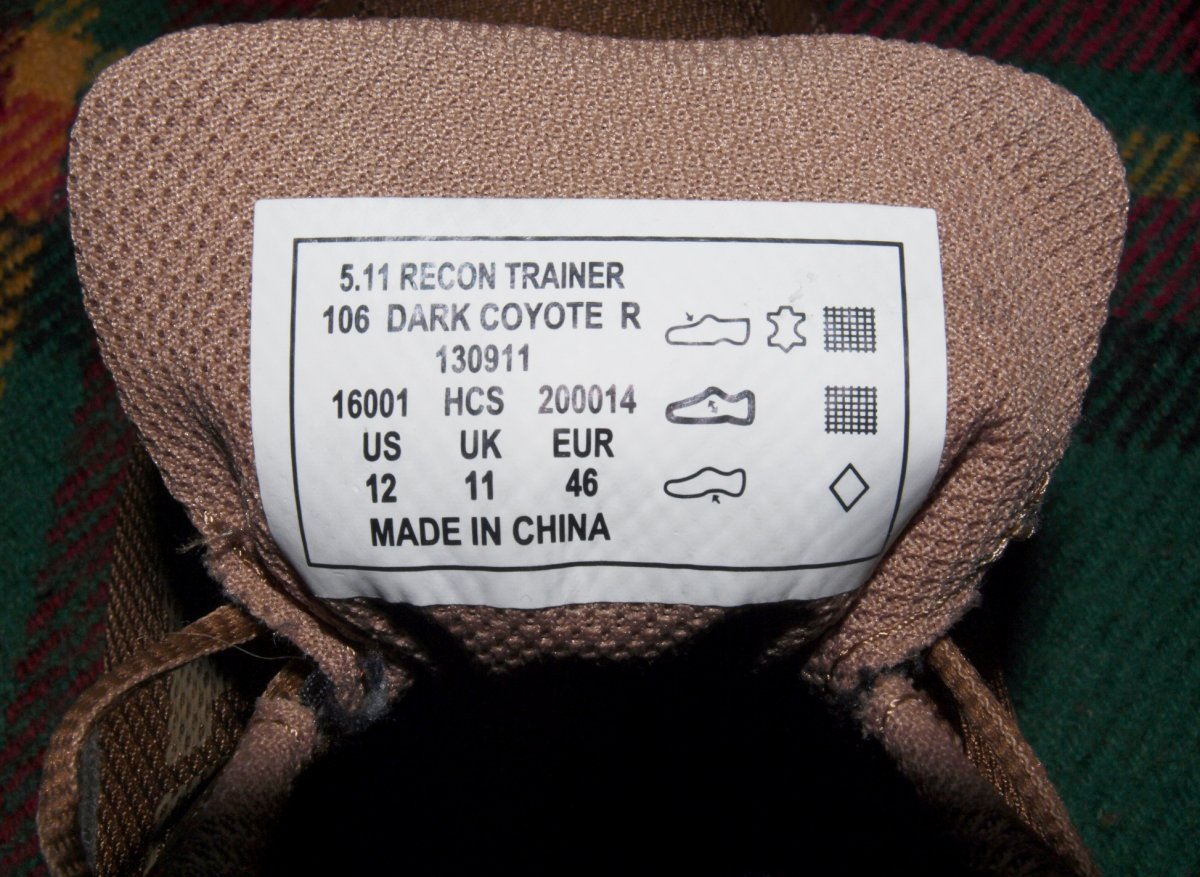 5.11 RECON TRAINER
106 DARK COYOTE R
130911
16001 HCS 200014
US UK EUR
12 11 46
MADE IN CHINA